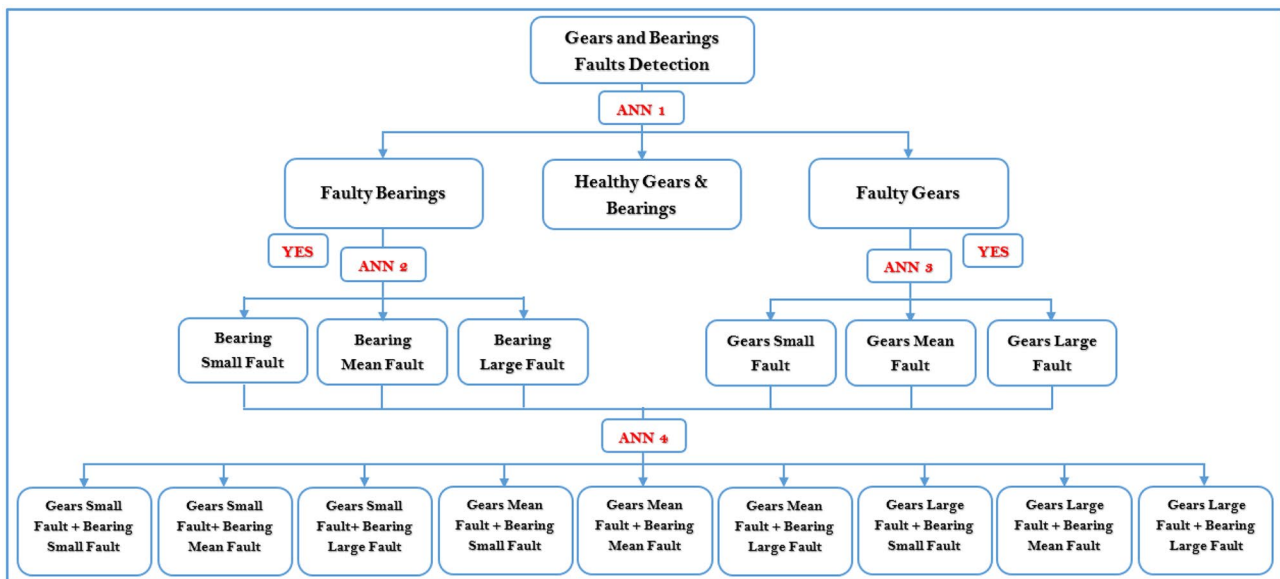 Gears and Bearings
Faults Detection
ANN 1
Faulty Bearings
Healthy Gears &
Bearings
Faulty Gears
YES
ANN 2
ANN 3
YES
Bearing
Small Fault
Bearing
Mean Fault
Bearing
Large Fault
Gears Small
Fault
Gears Mean
Fault
Gears Large
Fault
ANN 4
Gears Small
Fault + Bearing
Small Fault
Gears Small
Fault+ Bearing
Mean Fault
Gears Small
Fault+ Bearing
Large Fault
Gears Mean
Fault + Bearing
Small Fault
Gears Mean
Fault + Bearing
Mean Fault
Gears Mean
Fault + Bearing
Large Fault
Gears Large
Fault + Bearing
Small Fault
Gears Large
Fault + Bearing
Mean Fault
Gears Large
Fault + Bearing
Large Fault